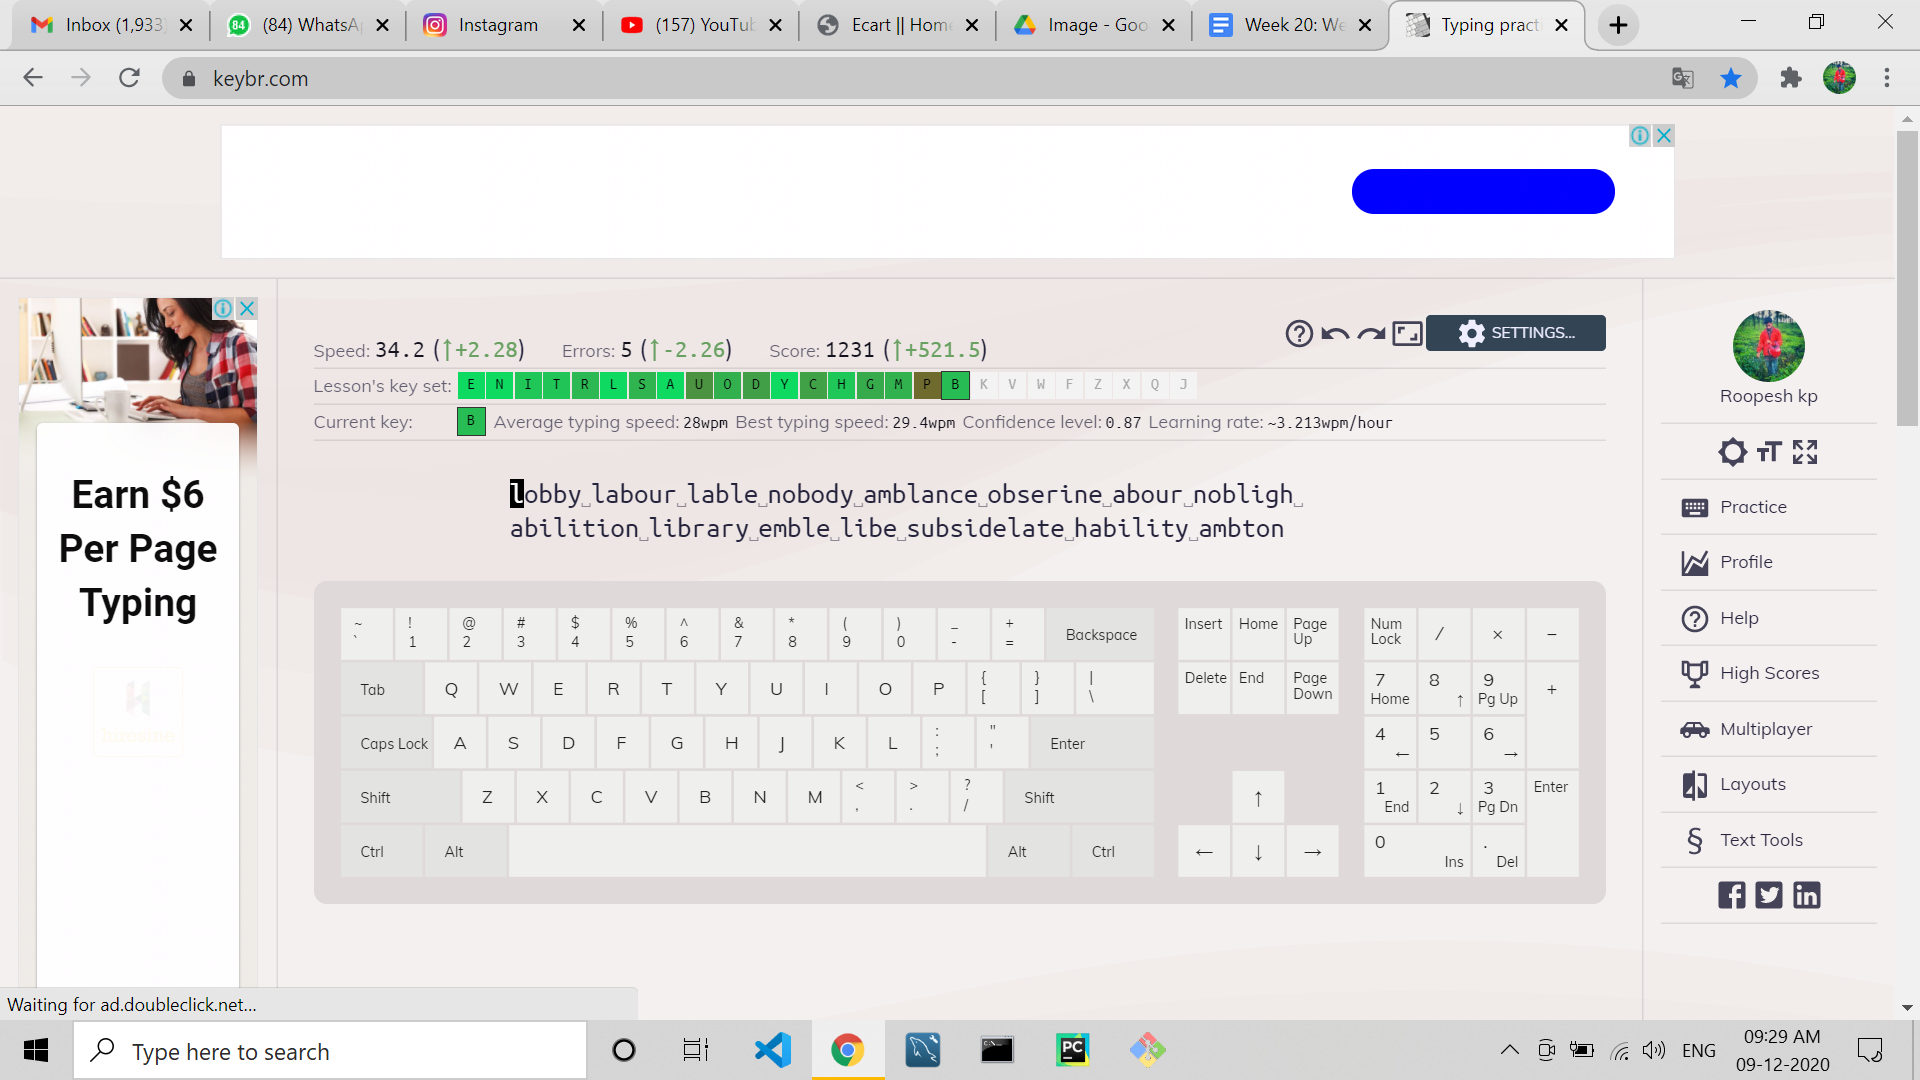 Inbox (1,933)
(84) WhatsA
Instagram
(157) YouTub
Ecart || Home
Image - Goo
Week 20: We
Typing practi
keybr.com
Earn $6
Per Page
Typing
hiresine
Speed: 34.2 (↑+2.28) Errors: 5 (↑-2.26) Score: 1231 (↑+521.5)
SETTINGS...
Lesson's key set: E N I T R L S A U O D Y C H G M P B K V W F Z X Q J
Current key: B Average typing speed: 28wpm Best typing speed: 29.4wpm Confidence level: 0.87 Learning rate: ~3.213wpm/hour
lobby␣labour␣lable␣nobody␣amblance␣obserine␣abour␣nobligh␣
abilition␣library␣emble␣libe␣subsidelate␣hability␣ambton
~ ! @ # $ % ^ & * ( ) _ +
` 1 2 3 4 5 6 7 8 9 0 - = Backspace
Tab Q W E R T Y U I O P { [ } ] | \
Caps Lock A S D F G H J K L : ; " ' Enter
Shift Z X C V B N M < , > . ? / Shift
Ctrl Alt Alt Ctrl
Insert Home Page Up
Delete End Page Down
↑
← ↓ →
Num Lock / × −
7 Home 8 ↑ 9 Pg Up +
4 ← 5 6 →
1 End 2 ↓ 3 Pg Dn Enter
0 Ins . Del
Roopesh kp
Practice
Profile
Help
High Scores
Multiplayer
Layouts
Text Tools
Waiting for ad.doubleclick.net...
Type here to search
PC
ENG
09:29 AM
09-12-2020